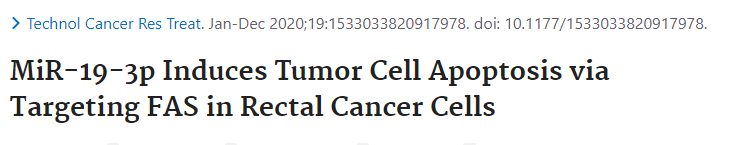 Technol Cancer Res Treat. Jan-Dec 2020;19:1533033820917978. doi: 10.1177/1533033820917978.
MiR-19-3p Induces Tumor Cell Apoptosis via
Targeting FAS in Rectal Cancer Cells